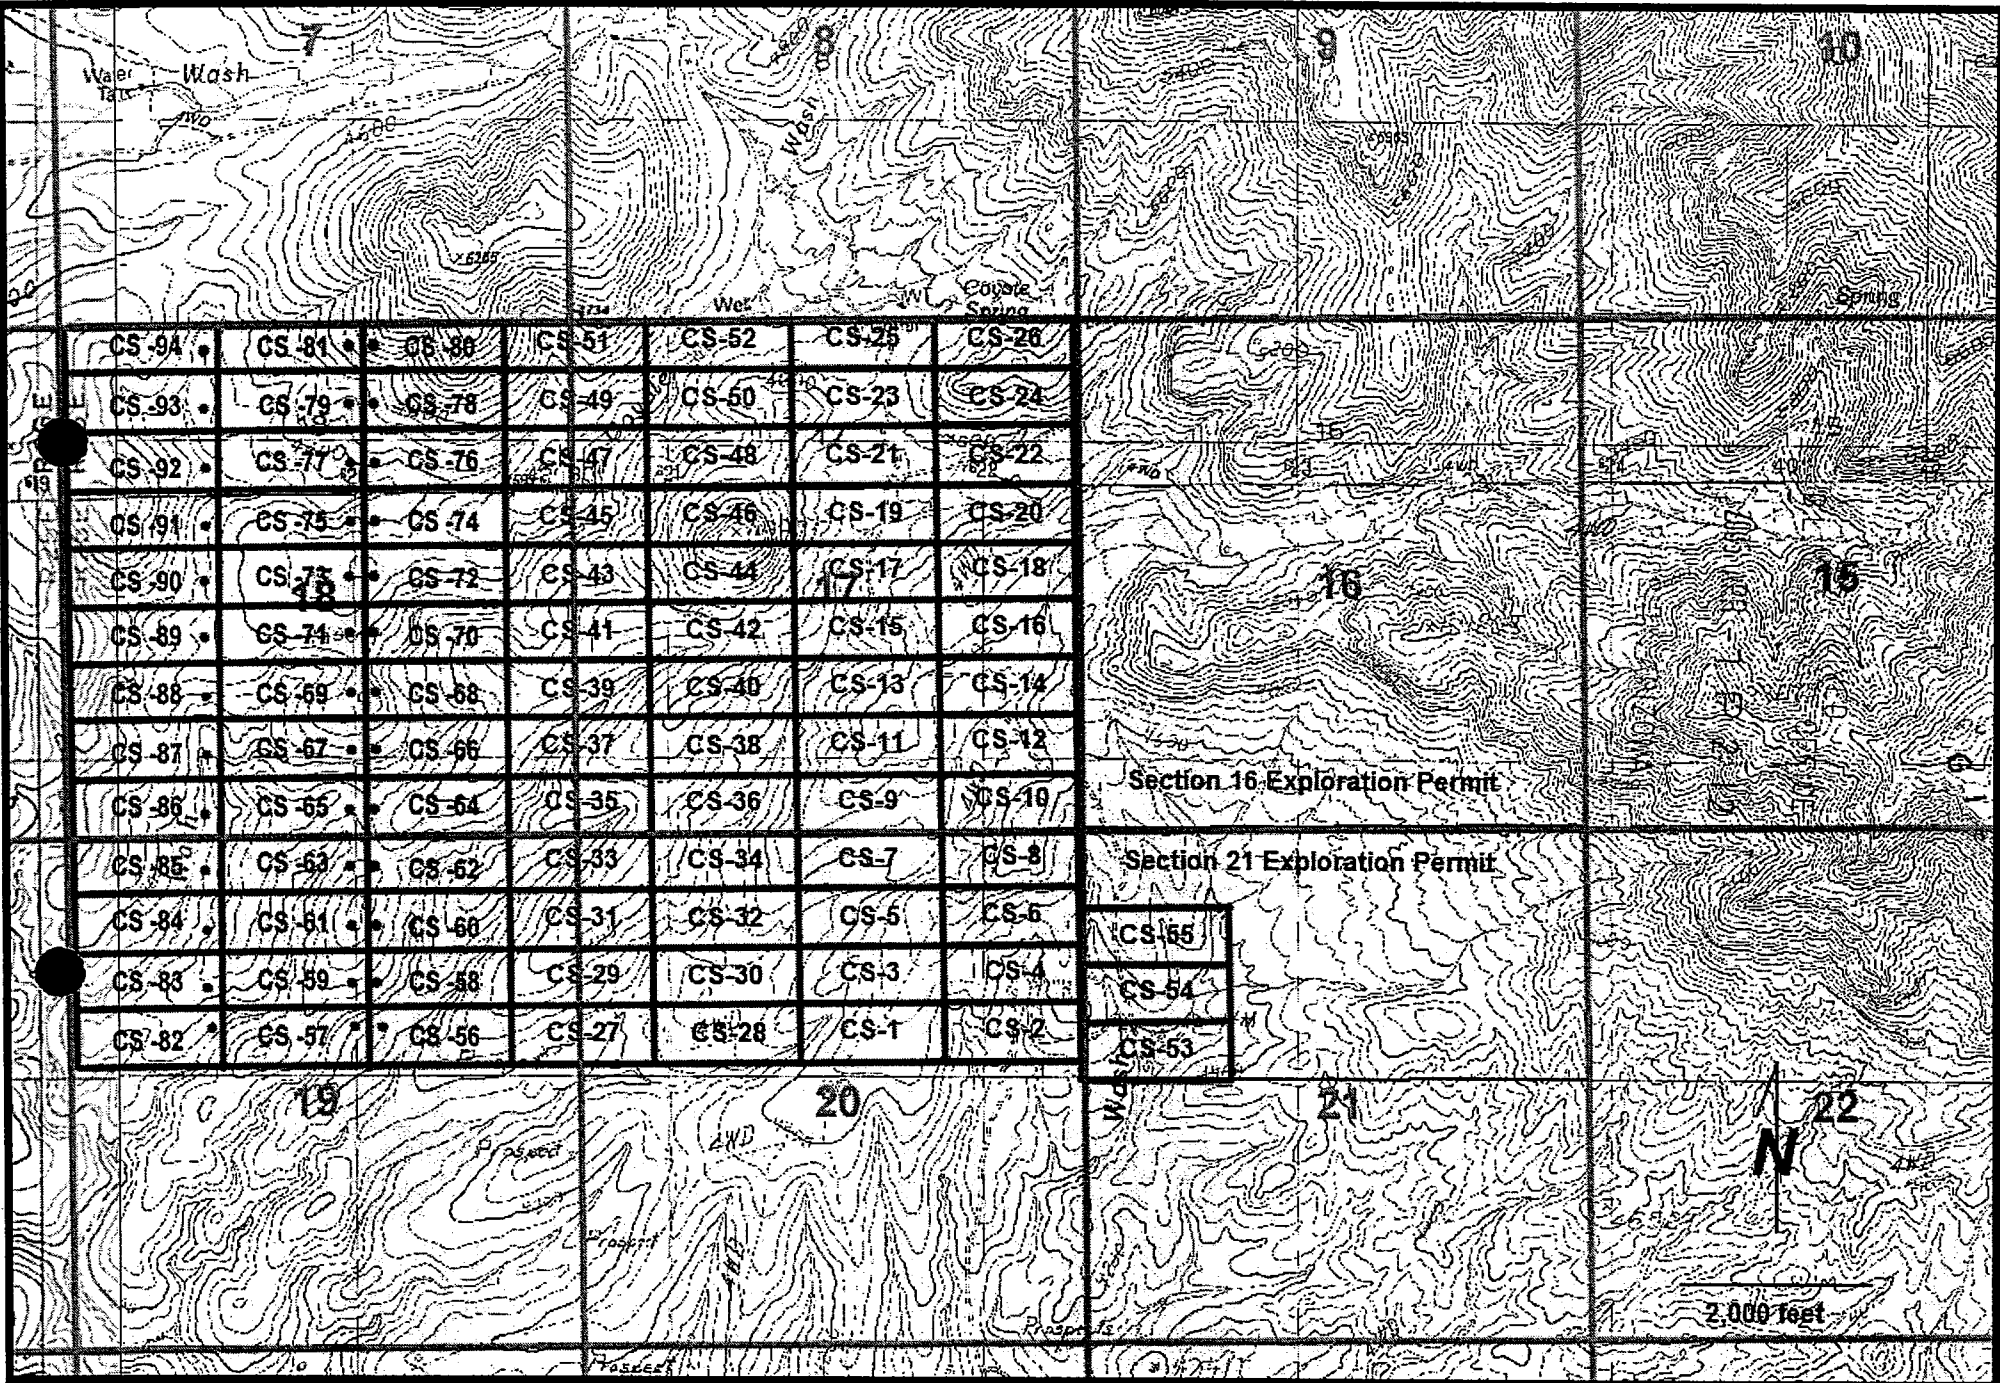 7
8
9
10
Water
Wash
Wash
4WD
×6265
Wet
Coyote
Spring
Spring
CS -94
CS -81
CS -80
CS-51
CS-52
CS-25
CS-26
CS -93
CS -79
CS -78
CS-49
CS-50
CS-23
CS-24
CS -92
CS -77
CS -76
CS-47
CS-48
CS-21
CS-22
CS -91
CS -75
CS -74
CS-45
CS-46
CS-19
CS-20
CS -90
CS -73
CS -72
CS-43
CS-44
CS-17
CS-18
18
17
16
15
CS -89
CS -71
CS -70
CS-41
CS-42
CS-15
CS-16
CS -88
CS -69
CS -68
CS-39
CS-40
CS-13
CS-14
CS -87
CS -67
CS -66
CS-37
CS-38
CS-11
CS-12
Section 16 Exploration Permit
CS -86
CS -65
CS -64
CS-35
CS-36
CS-9
CS-10
CS -85
CS -63
CS -62
CS-33
CS-34
CS-7
CS-8
Section 21 Exploration Permit
CS -84
CS -61
CS -60
CS-31
CS-32
CS-5
CS-6
CS-55
CS -83
CS -59
CS -58
CS-29
CS-30
CS-3
CS-4
CS-54
CS -82
CS -57
CS -56
CS-27
CS-28
CS-1
CS-2
CS-53
Wash
19
20
21
22
N
Prospect
4WD
4WD
Prospect
4WD
2,000 feet
Prospects
Prospect